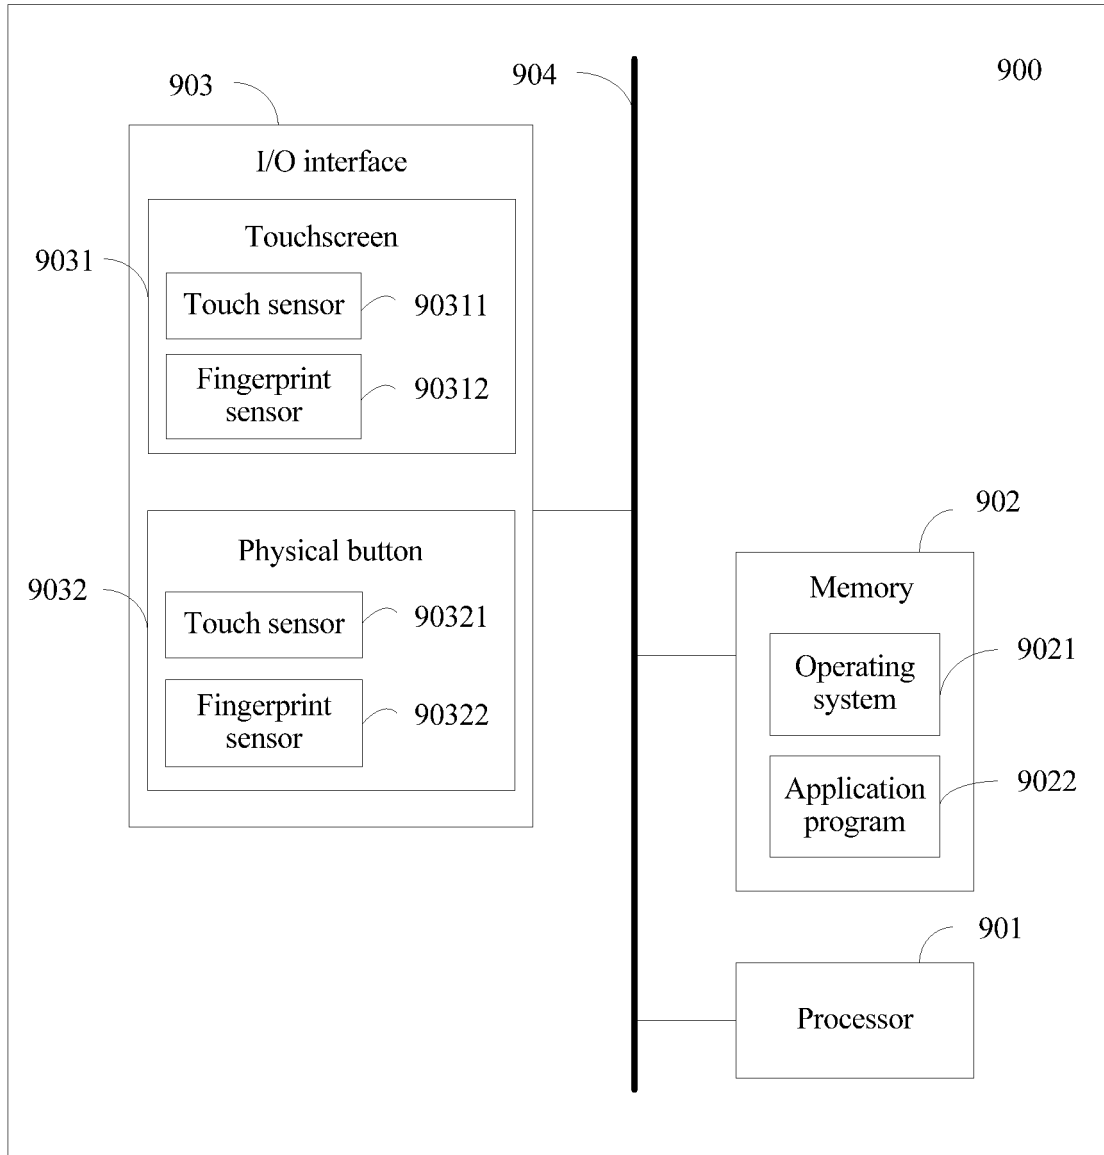 903
904
900
I/O interface
Touchscreen
9031
Touch sensor
90311
Fingerprint
sensor
90312
Physical button
9032
Touch sensor
90321
Fingerprint
sensor
90322
902
Memory
Operating
system
9021
Application
program
9022
901
Processor